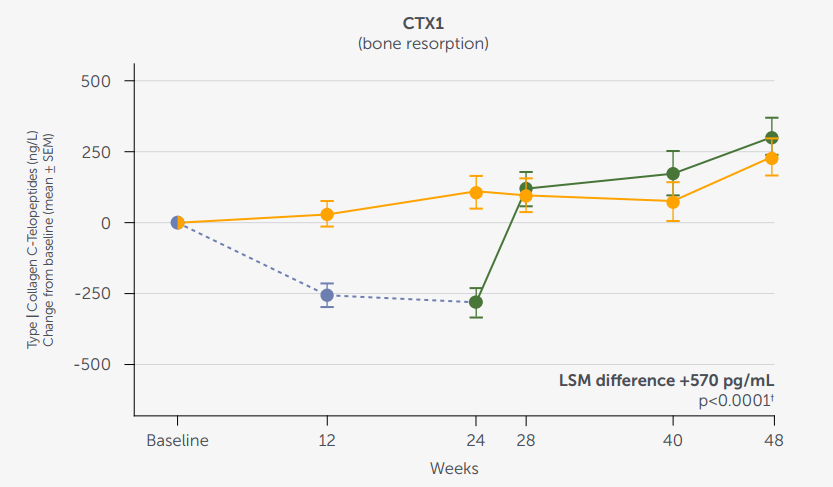 CTX1
(bone resorption)
Type I Collagen C-Telopeptides (ng/L)
Change from baseline (mean ± SEM)
500
250
0
-250
-500
LSM difference +570 pg/mL
p<0.0001†
Baseline 12 24 28 40 48
Weeks